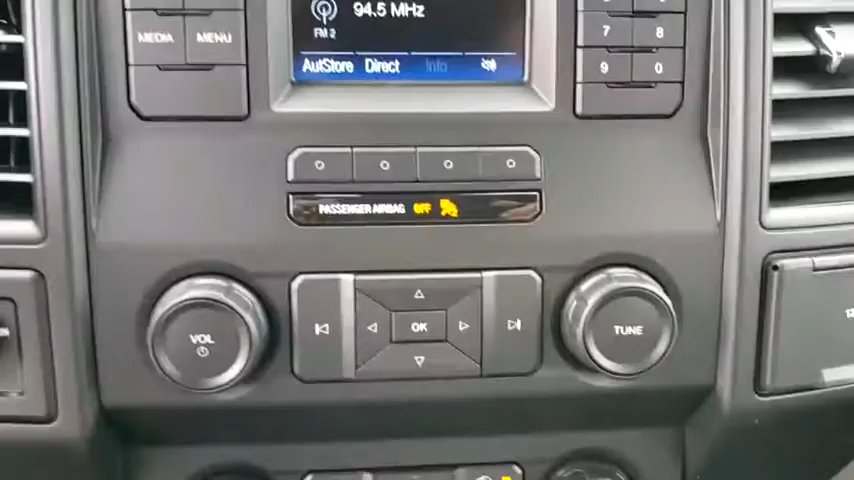 94.5 MHz
FM 2
AutoStore Direct Info
MEDIA MENU
7 8
9 0
PASSENGER AIRBAG OFF
VOL
OK
TUNE